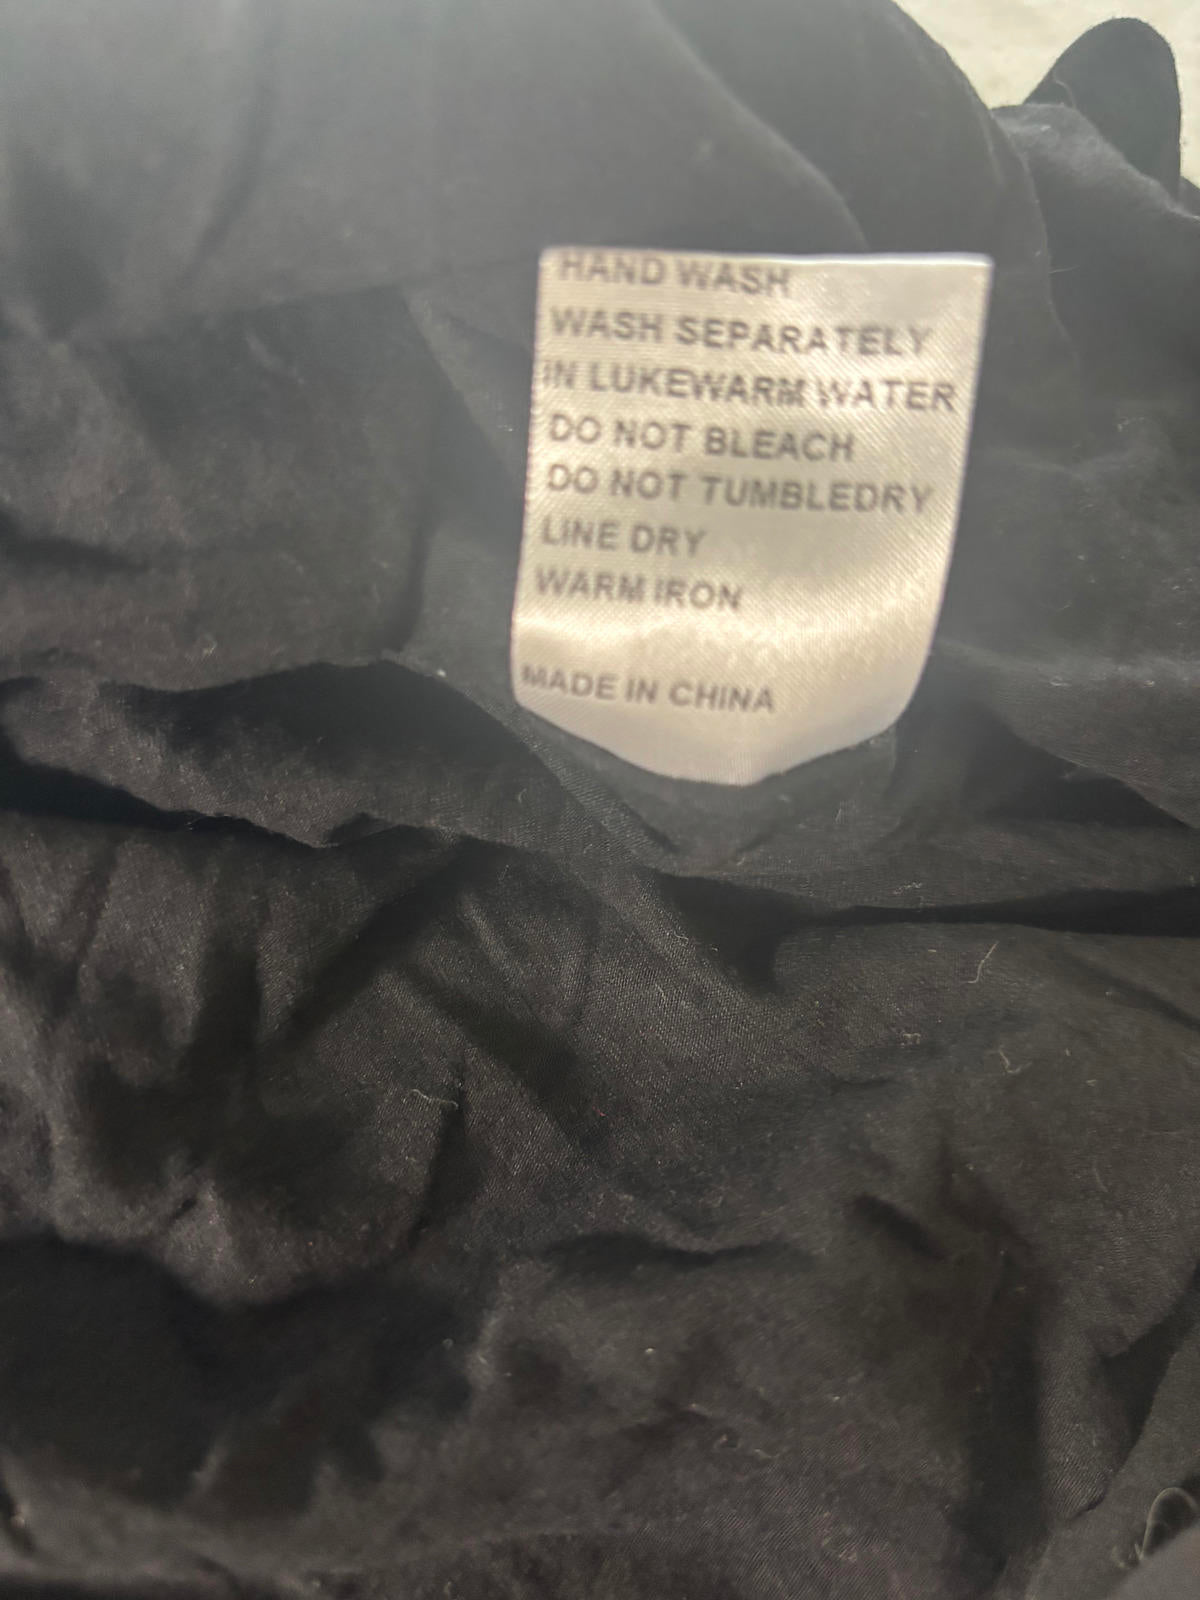 HAND WASH
WASH SEPARATELY
IN LUKEWARM WATER
DO NOT BLEACH
DO NOT TUMBLEDRY
LINE DRY
WARM IRON
MADE IN CHINA